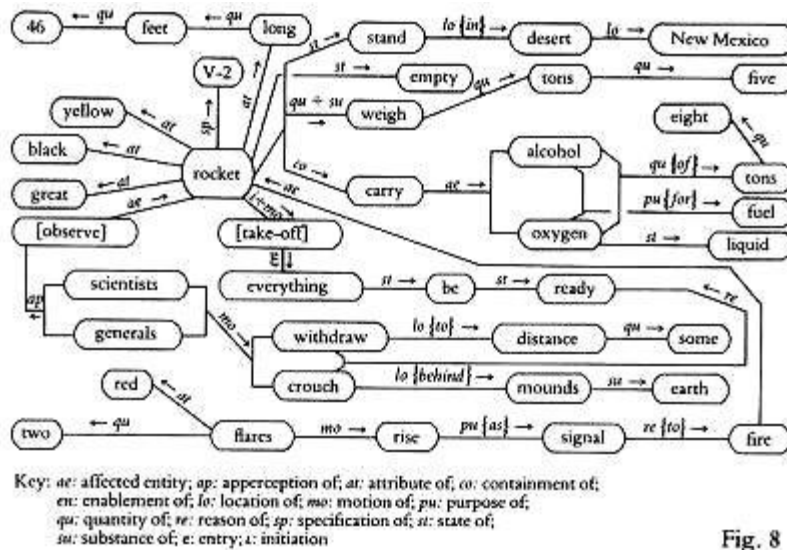 46 ← qu feet ← qu long
st → stand lo {in} → desert lo → New Mexico
V-2
st → empty
at →
qu ÷ su → weigh qu → tons qu → five
yellow ← at
sp →
eight
← qu
black ← at
alcohol
rocket
qu {of} → tons
great ← at
co → carry ae → pu {for} → fuel
ae →
← ae
ι+mo →
[observe]
[take-off]
oxygen
st → liquid
ε ↓
scientists
everything st → be st → ready
ap ←
← re
generals
mo →
withdraw lo {to} → distance qu → some
red
crouch lo {behind} → mounds su → earth
← at
two ← qu flares mo → rise pu {as} → signal re {to} → fire
Key: ae: affected entity; ap: apperception of; at: attribute of; co: containment of;
en: enablement of; lo: location of; mo: motion of; pu: purpose of;
qu: quantity of; re: reason of; sp: specification of; st: state of;
su: substance of; ε: entry; ι: initiation
Fig. 8